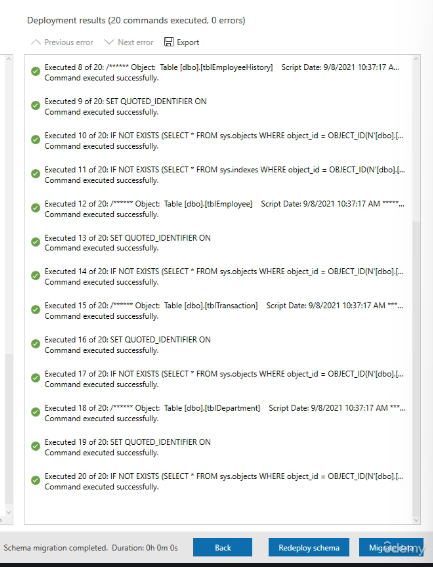 Deployment results (20 commands executed, 0 errors)
Previous error Next error Export
Executed 8 of 20: /****** Object:  Table [dbo].[tblEmployeeHistory]    Script Date: 9/8/2021 10:37:17 A...
Command executed successfully.
Executed 9 of 20: SET QUOTED_IDENTIFIER ON
Command executed successfully.
Executed 10 of 20: IF NOT EXISTS (SELECT * FROM sys.objects WHERE object_id = OBJECT_ID(N'[dbo].[...
Command executed successfully.
Executed 11 of 20: IF NOT EXISTS (SELECT * FROM sys.indexes WHERE object_id = OBJECT_ID(N'[dbo].[...
Command executed successfully.
Executed 12 of 20: /****** Object:  Table [dbo].[tblEmployee]    Script Date: 9/8/2021 10:37:17 AM *****...
Command executed successfully.
Executed 13 of 20: SET QUOTED_IDENTIFIER ON
Command executed successfully.
Executed 14 of 20: IF NOT EXISTS (SELECT * FROM sys.objects WHERE object_id = OBJECT_ID(N'[dbo].[...
Command executed successfully.
Executed 15 of 20: /****** Object:  Table [dbo].[tblTransaction]    Script Date: 9/8/2021 10:37:17 AM ***...
Command executed successfully.
Executed 16 of 20: SET QUOTED_IDENTIFIER ON
Command executed successfully.
Executed 17 of 20: IF NOT EXISTS (SELECT * FROM sys.objects WHERE object_id = OBJECT_ID(N'[dbo].[...
Command executed successfully.
Executed 18 of 20: /****** Object:  Table [dbo].[tblDepartment]    Script Date: 9/8/2021 10:37:17 AM ***...
Command executed successfully.
Executed 19 of 20: SET QUOTED_IDENTIFIER ON
Command executed successfully.
Executed 20 of 20: IF NOT EXISTS (SELECT * FROM sys.objects WHERE object_id = OBJECT_ID(N'[dbo].[...
Command executed successfully.
Schema migration completed. Duration: 0h 0m 0s Back Redeploy schema Migrate data
Udemy